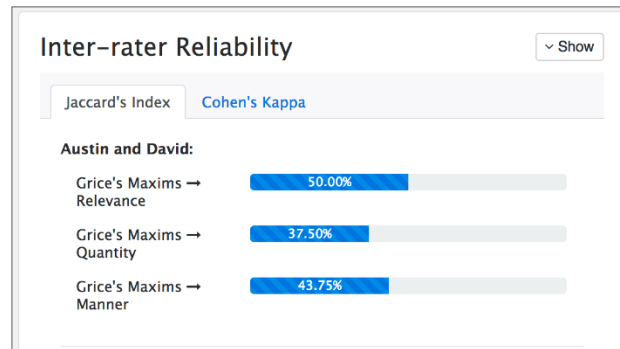 Inter-rater Reliability
Show
Jaccard's Index
Cohen's Kappa
Austin and David:
Grice's Maxims → 50.00%
Relevance
Grice's Maxims → 37.50%
Quantity
Grice's Maxims → 43.75%
Manner